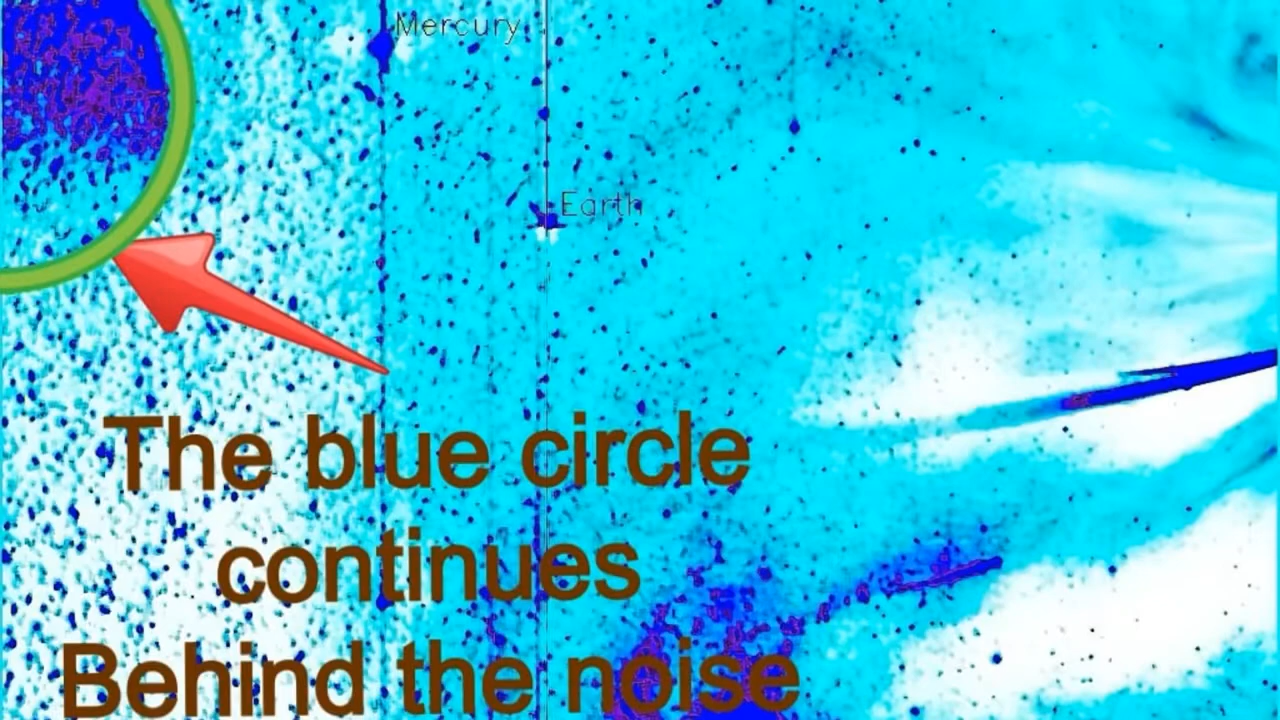 Mercury
Earth
The blue circle
continues
Behind the noise